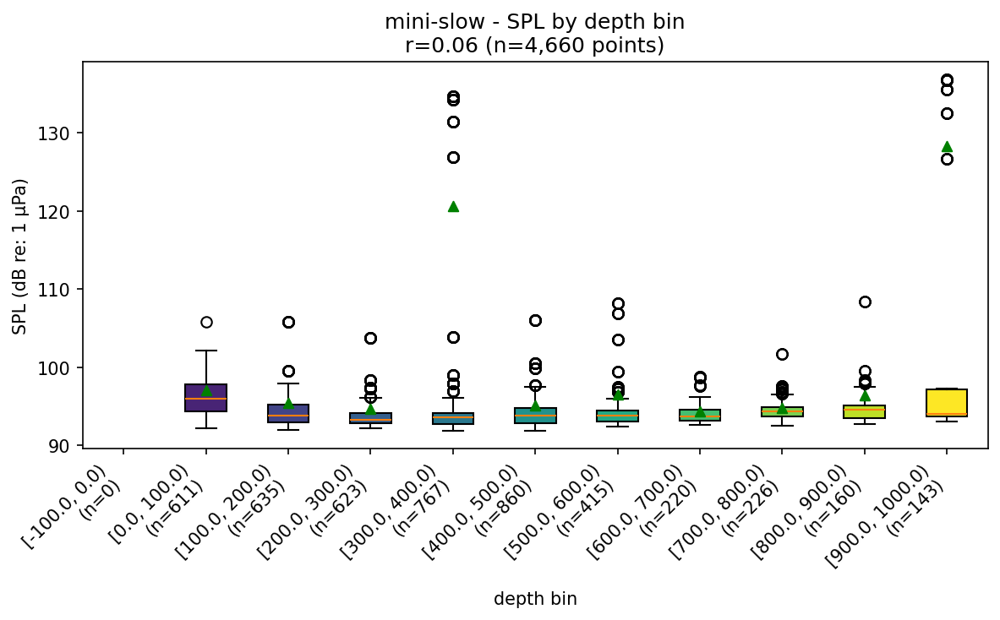 mini-slow - SPL by depth bin
r=0.06 (n=4,660 points)
SPL (dB re: 1 µPa)
130
120
110
100
90
[-100.0, 0.0)
(n=0)
[0.0, 100.0)
(n=611)
[100.0, 200.0)
(n=635)
[200.0, 300.0)
(n=623)
[300.0, 400.0)
(n=767)
[400.0, 500.0)
(n=860)
[500.0, 600.0)
(n=415)
[600.0, 700.0)
(n=220)
[700.0, 800.0)
(n=226)
[800.0, 900.0)
(n=160)
[900.0, 1000.0)
(n=143)
depth bin